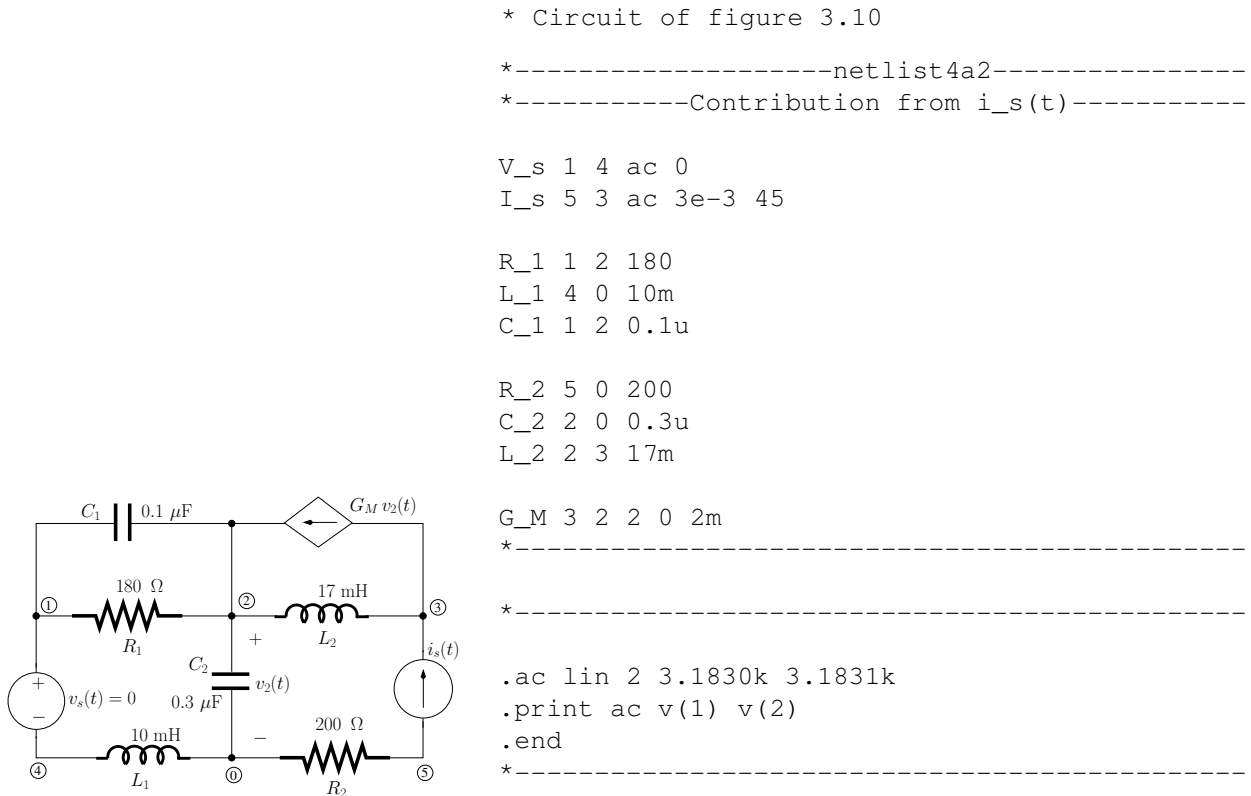 * Circuit of figure 3.10
*--------------------netlist4a2----------------
*-----------Contribution from i_s(t)-----------
V_s 1 4 ac 0
I_s 5 3 ac 3e-3 45
R_1 1 2 180
L_1 4 0 10m
C_1 1 2 0.1u
R_2 5 0 200
C_2 2 0 0.3u
L_2 2 3 17m
G_M 3 2 2 0 2m
*----------------------------------------------
*----------------------------------------------
.ac lin 2 3.1830k 3.1831k
.print ac v(1) v(2)
.end
*----------------------------------------------
C₁ 0.1 μF
G_M v₂(t)
180 Ω
17 mH
① ② ③
R₁
+
L₂
i_s(t)
C₂
+
v_s(t) = 0
0.3 μF
v₂(t)
−
10 mH
−
200 Ω
④ ⓪ ⑤
L₁
R₂